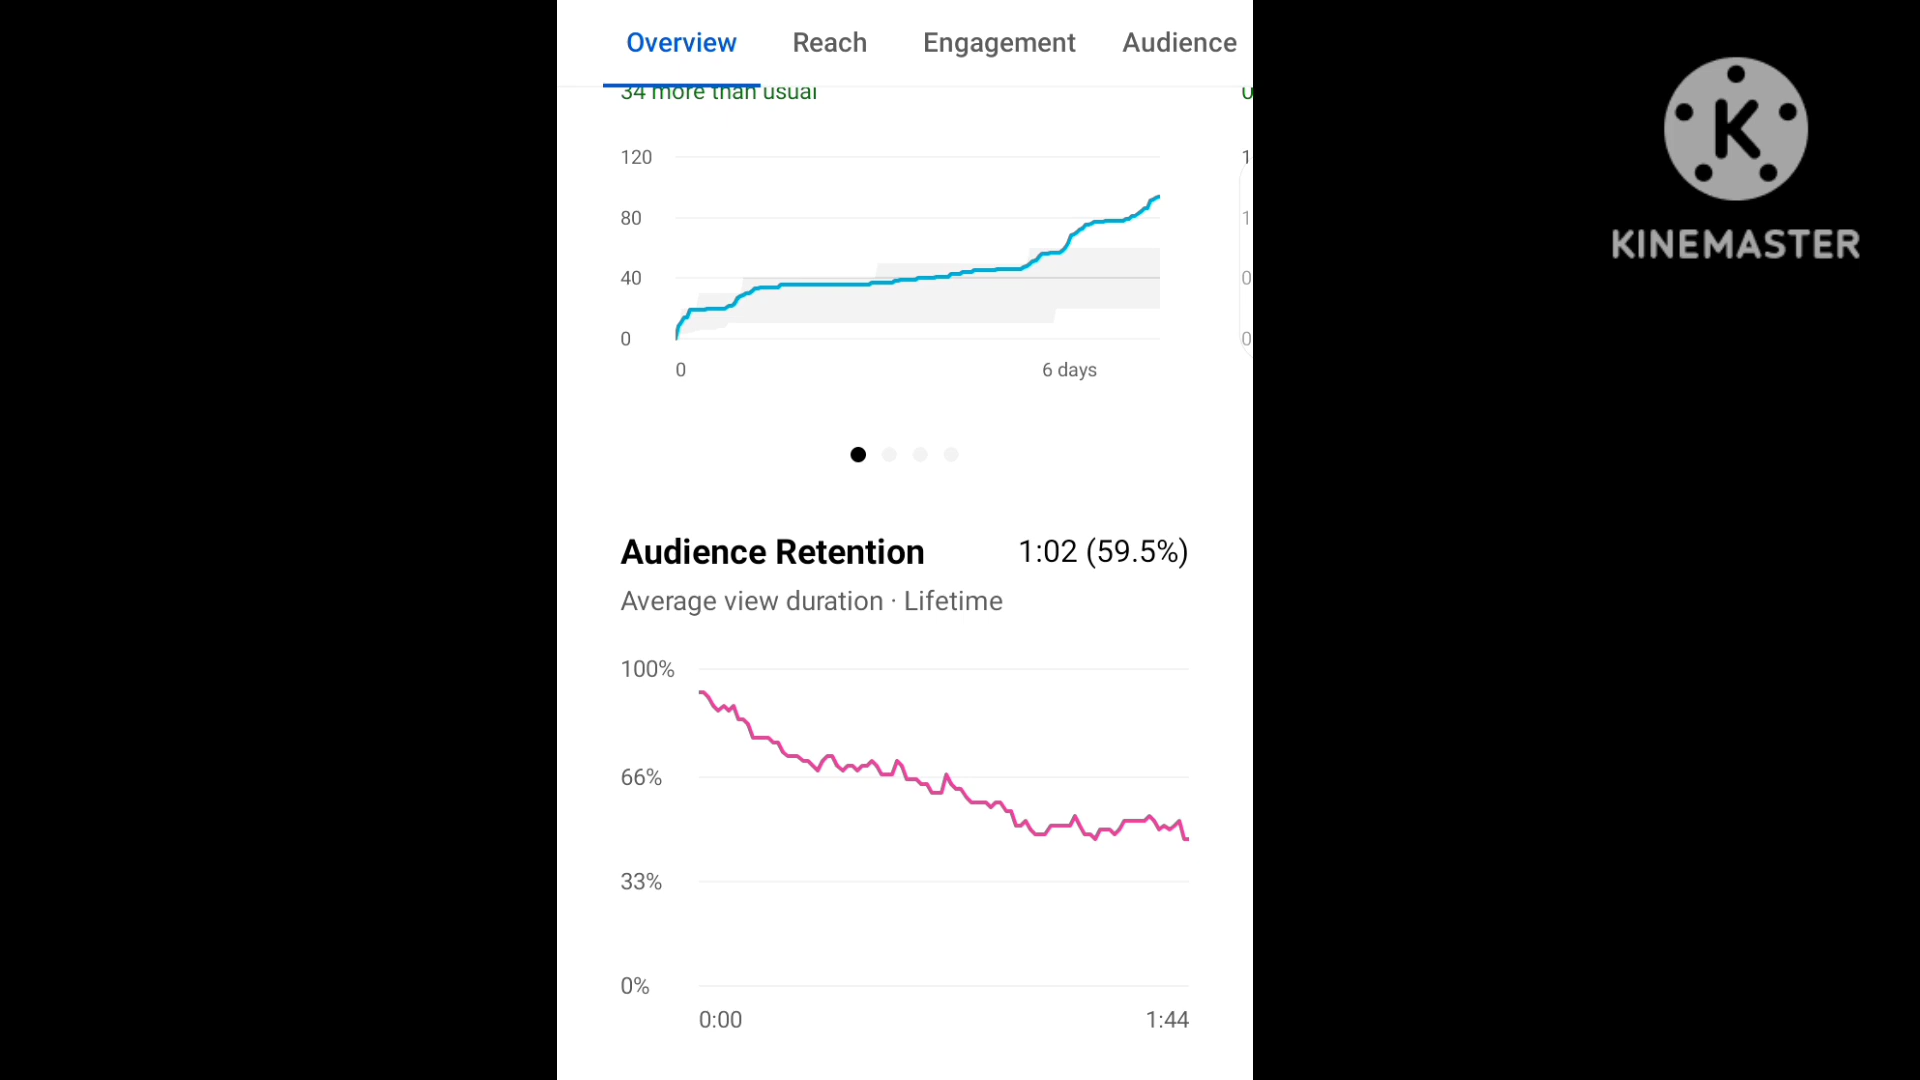 Overview Reach Engagement Audience
34 more than usual
120
80
40
0
0 6 days
Audience Retention 1:02 (59.5%)
Average view duration · Lifetime
100%
66%
33%
0%
0:00 1:44
K
KINEMASTER